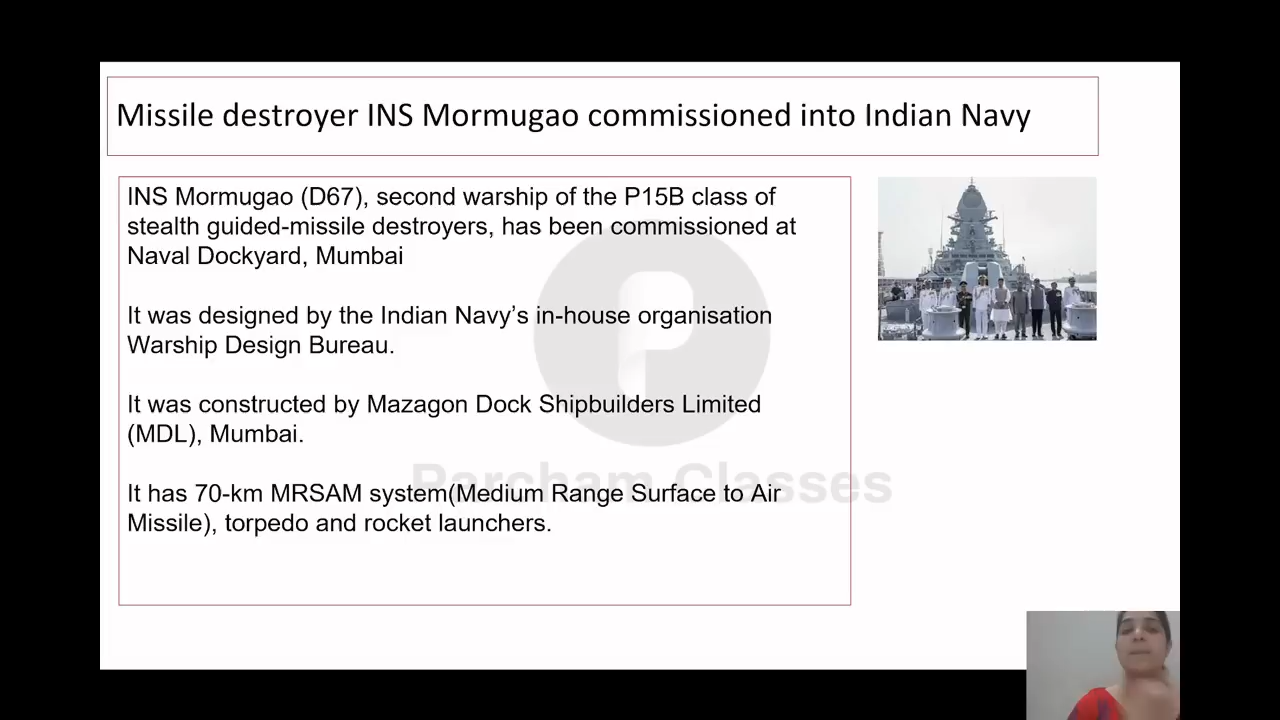 Missile destroyer INS Mormugao commissioned into Indian Navy
INS Mormugao (D67), second warship of the P15B class of
stealth guided-missile destroyers, has been commissioned at
Naval Dockyard, Mumbai
It was designed by the Indian Navy’s in-house organisation
Warship Design Bureau.
It was constructed by Mazagon Dock Shipbuilders Limited
(MDL), Mumbai.
Parcham Classes
It has 70-km MRSAM system(Medium Range Surface to Air
Missile), torpedo and rocket launchers.